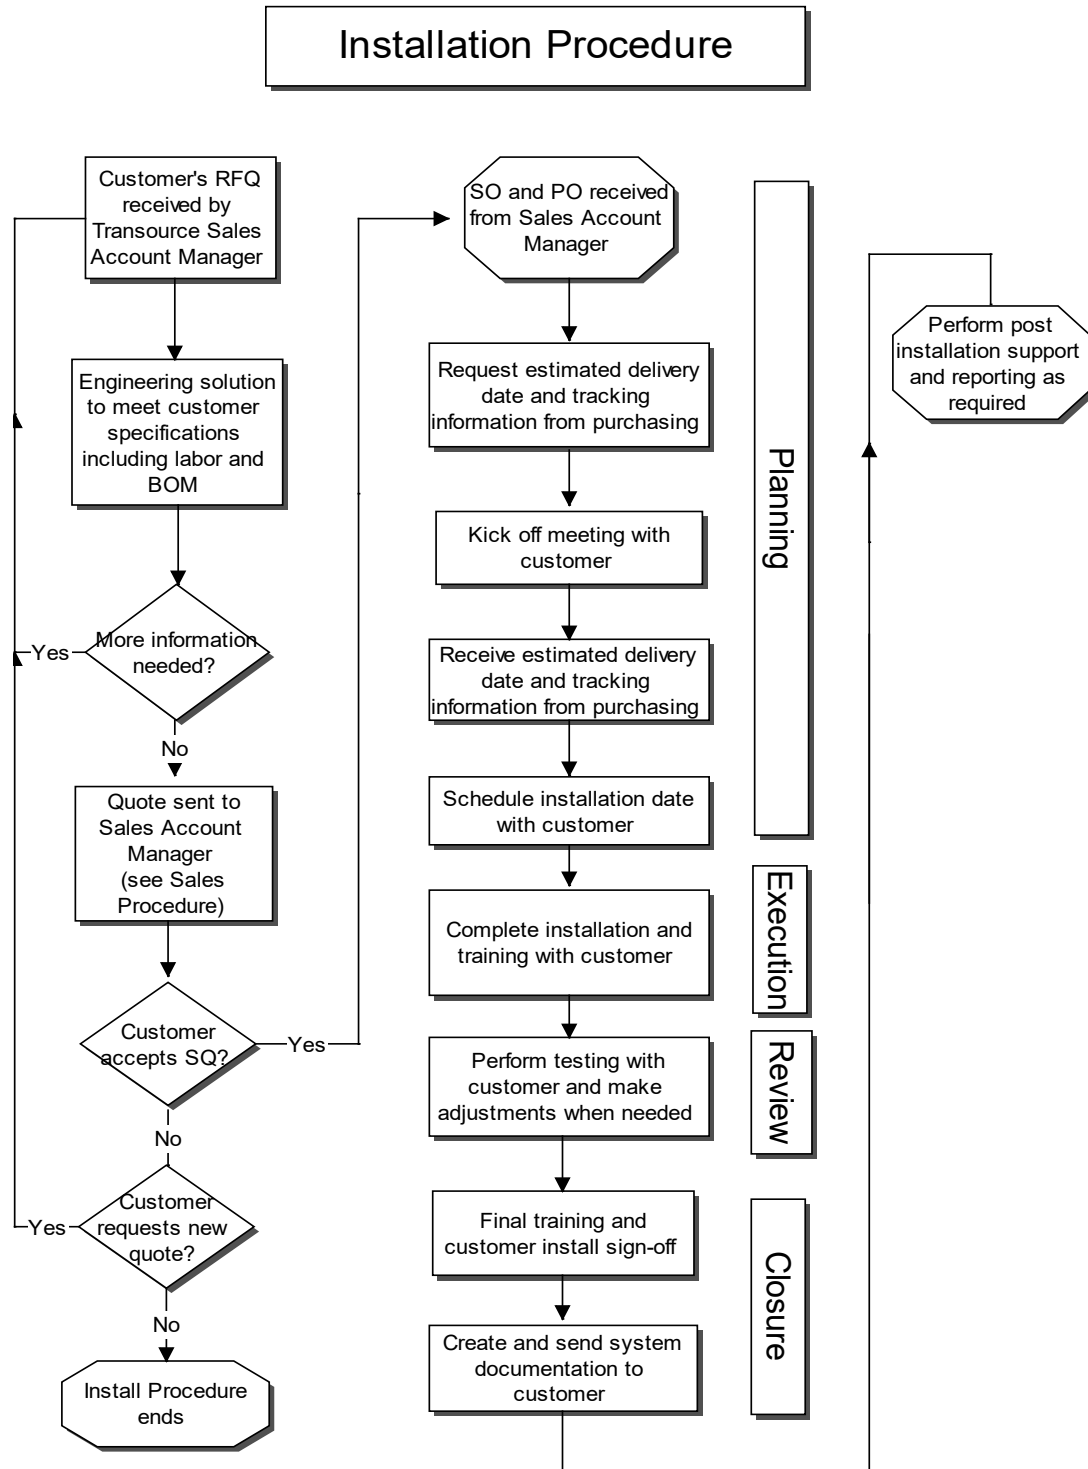 Installation Procedure
Customer's RFQ
received by
Transource Sales
Account Manager
Engineering solution
to meet customer
specifications
including labor and
BOM
More information
needed?
Yes
No
Quote sent to
Sales Account
Manager
(see Sales
Procedure)
Customer
accepts SQ?
Yes
No
Customer
requests new
quote?
Yes
No
Install Procedure
ends
SO and PO received
from Sales Account
Manager
Request estimated delivery
date and tracking
information from purchasing
Kick off meeting with
customer
Receive estimated delivery
date and tracking
information from purchasing
Schedule installation date
with customer
Complete installation and
training with customer
Perform testing with
customer and make
adjustments when needed
Final training and
customer install sign-off
Create and send system
documentation to
customer
Planning
Execution
Review
Closure
Perform post
installation support
and reporting as
required